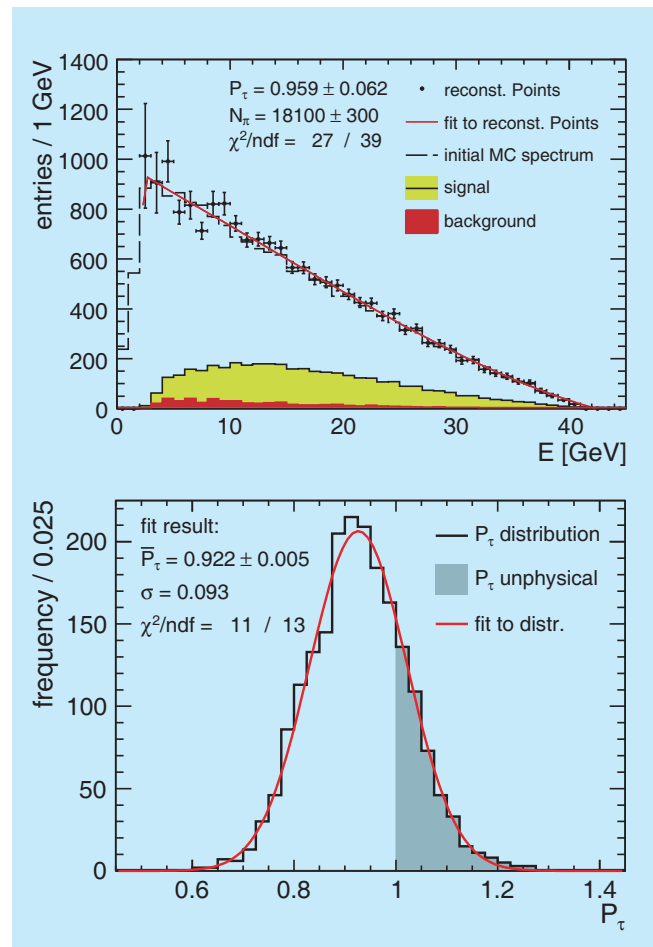 entries / 1 GeV
1400
1200
1000
800
600
400
200
0
P_τ = 0.959 ± 0.062
N_π = 18100 ± 300
χ²/ndf = 27 / 39
reconst. Points
fit to reconst. Points
initial MC spectrum
signal
background
0 10 20 30 40
E [GeV]
frequency / 0.025
200
150
100
50
0
fit result:
P̅_τ = 0.922 ± 0.005
σ = 0.093
χ²/ndf = 11 / 13
P_τ distribution
P_τ unphysical
fit to distr.
0.6 0.8 1 1.2 1.4
P_τ